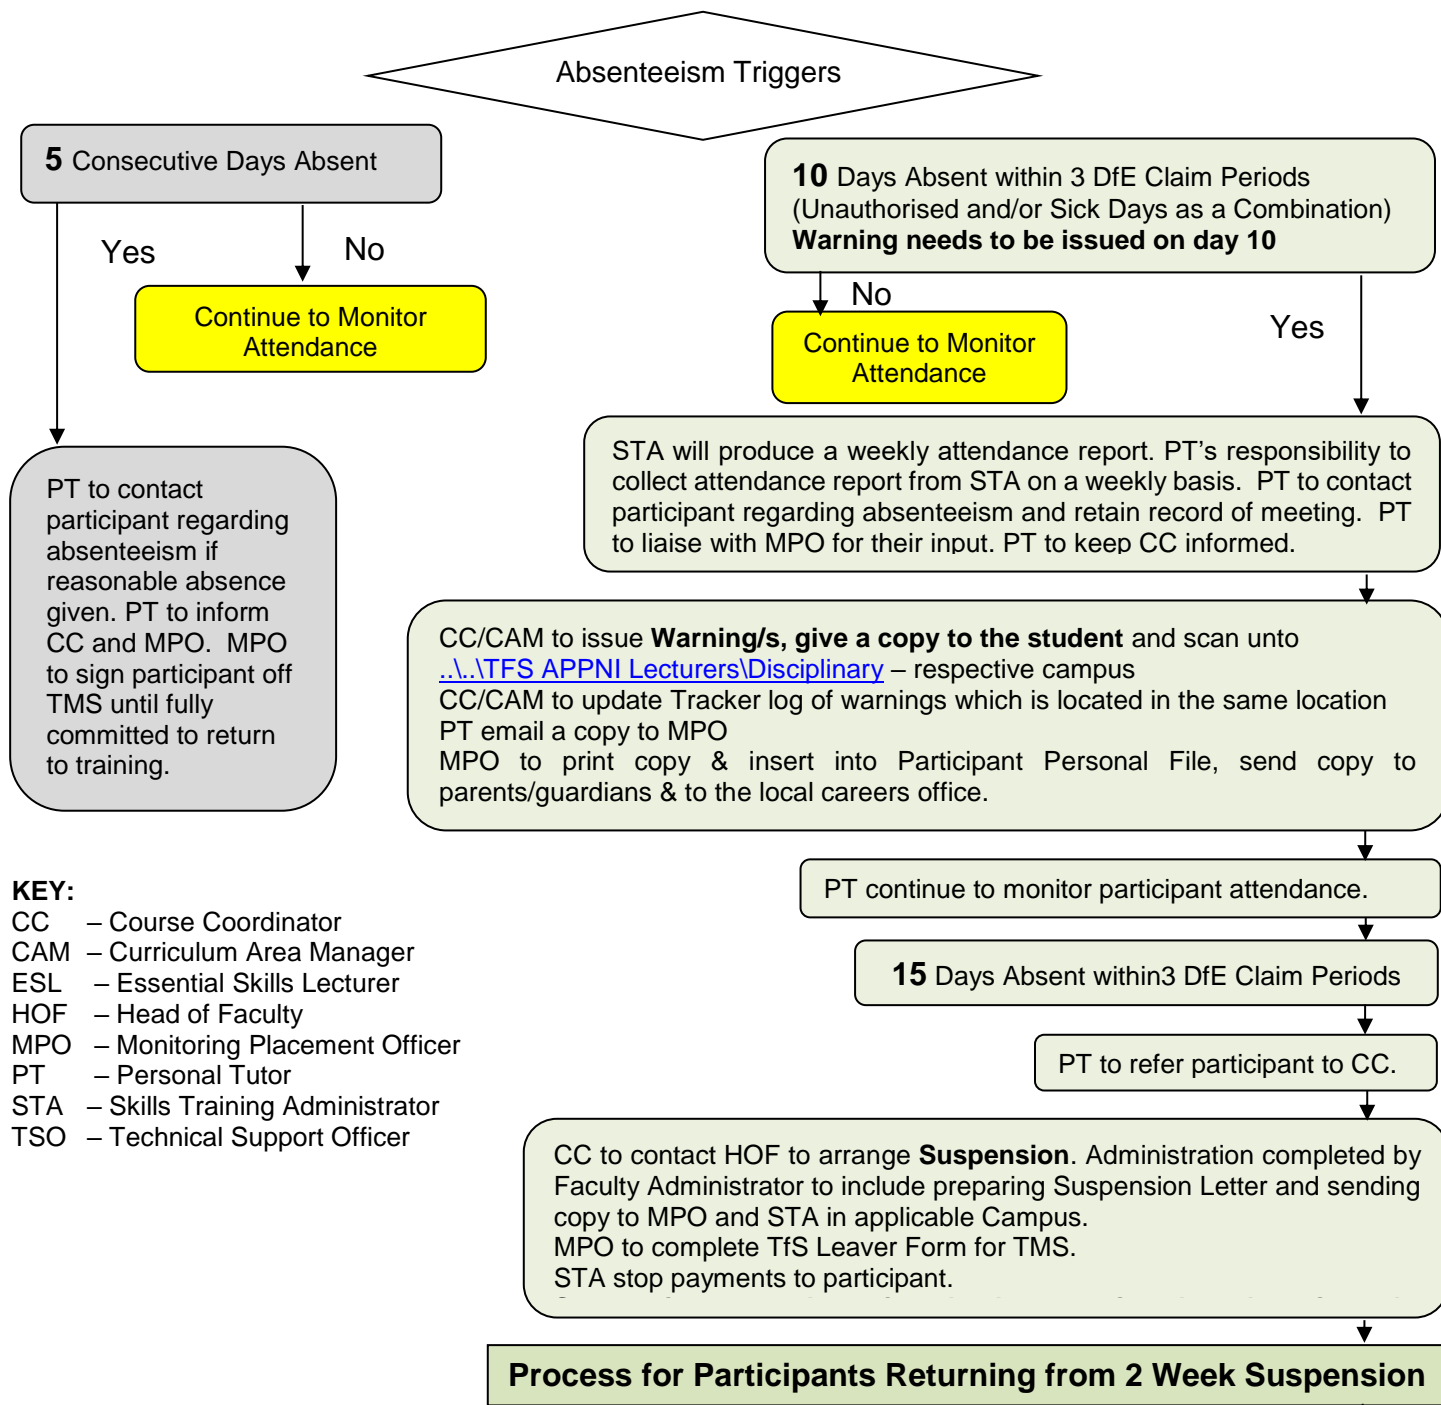 Absenteeism Triggers
5 Consecutive Days Absent
Yes
No
Continue to Monitor
Attendance
PT to contact
participant regarding
absenteeism if
reasonable absence
given. PT to inform
CC and MPO. MPO
to sign participant off
TMS until fully
committed to return
to training.
10 Days Absent within 3 DfE Claim Periods
(Unauthorised and/or Sick Days as a Combination)
Warning needs to be issued on day 10
No
Yes
Continue to Monitor
Attendance
STA will produce a weekly attendance report. PT's responsibility to
collect attendance report from STA on a weekly basis. PT to contact
participant regarding absenteeism and retain record of meeting. PT
to liaise with MPO for their input. PT to keep CC informed.
CC/CAM to issue Warning/s, give a copy to the student and scan unto
..\..\TFS APPNI Lecturers\Disciplinary – respective campus
CC/CAM to update Tracker log of warnings which is located in the same location
PT email a copy to MPO
MPO to print copy & insert into Participant Personal File, send copy to
parents/guardians & to the local careers office.
PT continue to monitor participant attendance.
15 Days Absent within3 DfE Claim Periods
PT to refer participant to CC.
CC to contact HOF to arrange Suspension. Administration completed by
Faculty Administrator to include preparing Suspension Letter and sending
copy to MPO and STA in applicable Campus.
MPO to complete TfS Leaver Form for TMS.
STA stop payments to participant.
Process for Participants Returning from 2 Week Suspension
KEY:
CC – Course Coordinator
CAM – Curriculum Area Manager
ESL – Essential Skills Lecturer
HOF – Head of Faculty
MPO – Monitoring Placement Officer
PT – Personal Tutor
STA – Skills Training Administrator
TSO – Technical Support Officer